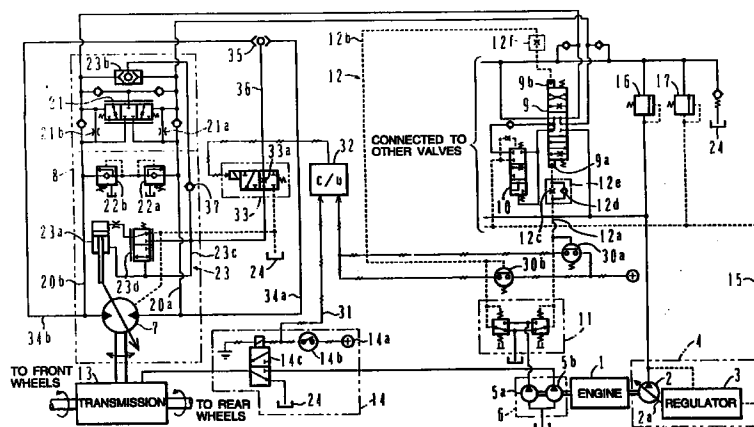 35
12b
12f
23b
12
9b
36
9
16
17
21
32
21b
21a
33a
CONNECTED TO
OTHER VALVES
24
C/U
9a
8
12e
37
33
10
12d
22b
22a
12c
23a
23c
12a
30a
23d
24
23
30b
15
20b
20a
34a
31
7
11
4
34b
14a
14b
5b
1
2
3
TO FRONT
WHEELS
13
14c
TO REAR
WHEELS
TRANSMISSION
24
14
5a
6
ENGINE
2a
REGULATOR